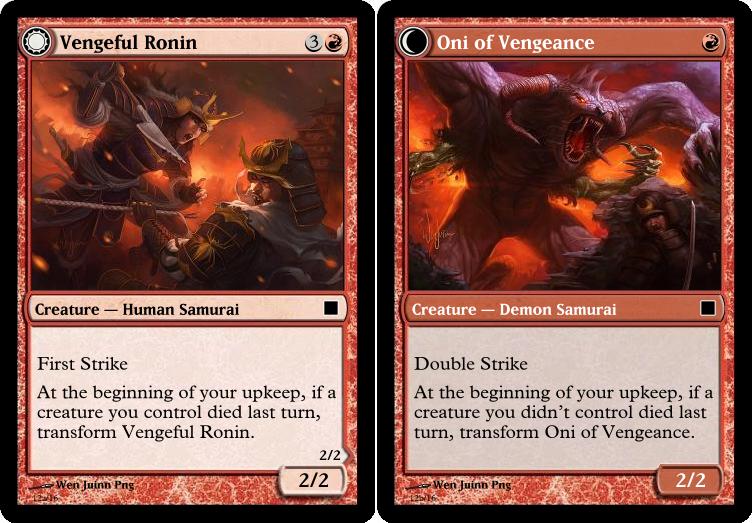 Vengeful Ronin
3
First Strike
At the beginning of your upkeep, if a
creature you control died last turn,
transform Vengeful Ronin.
Creature — Human Samurai
2/2
2/2
Wen Juinn Png
Oni of Vengeance
Creature — Demon Samurai
Double Strike
At the beginning of your upkeep, if a
creature you didn't control died last
turn, transform Oni of Vengeance.
2/2
Wen Juinn Png